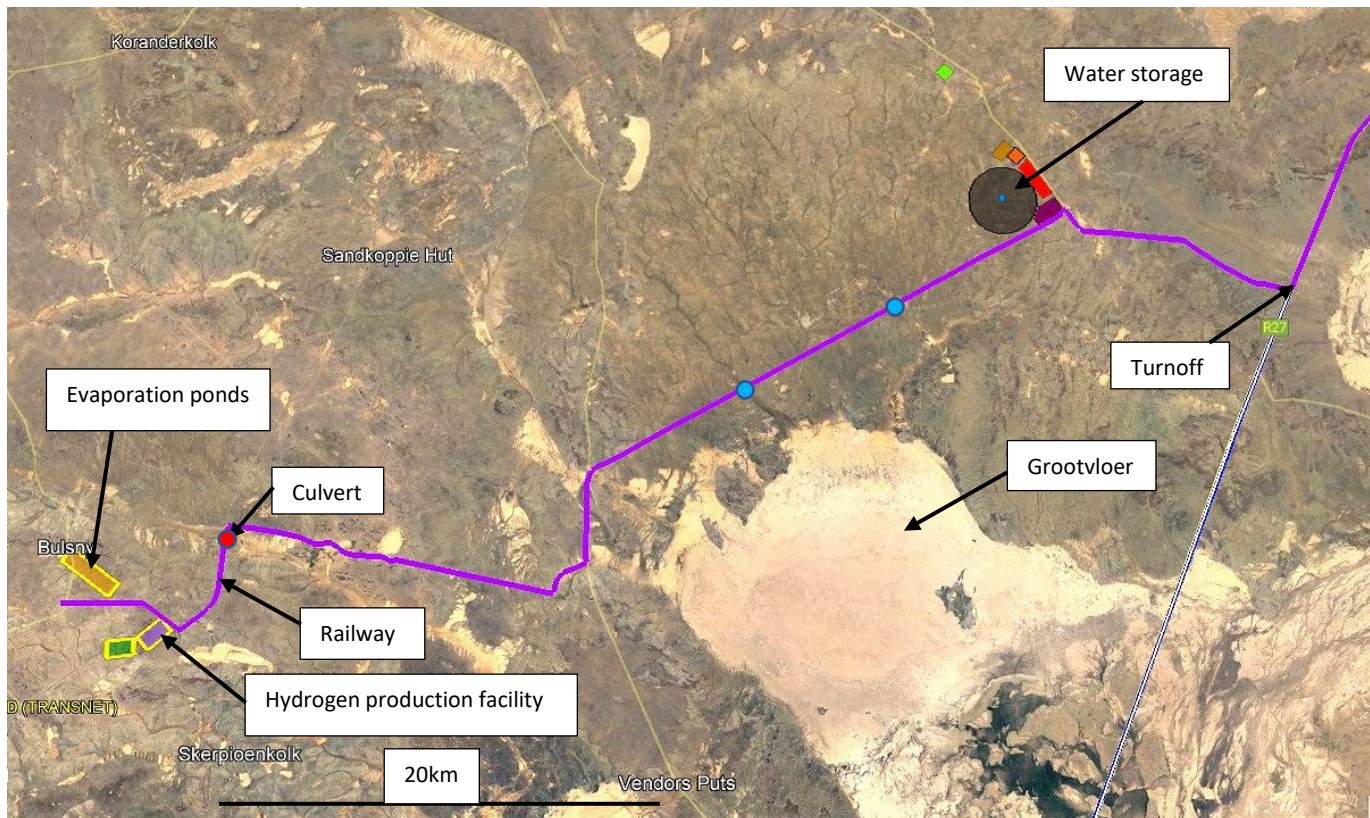 Koranderkolk
Water storage
Sandkoppie Hut
R27
Turnoff
Evaporation ponds
Grootvloer
Culvert
Bulsnv
Railway
Hydrogen production facility
D (TRANSNET)
Skerpioenkolk
20km
Vendors Puts